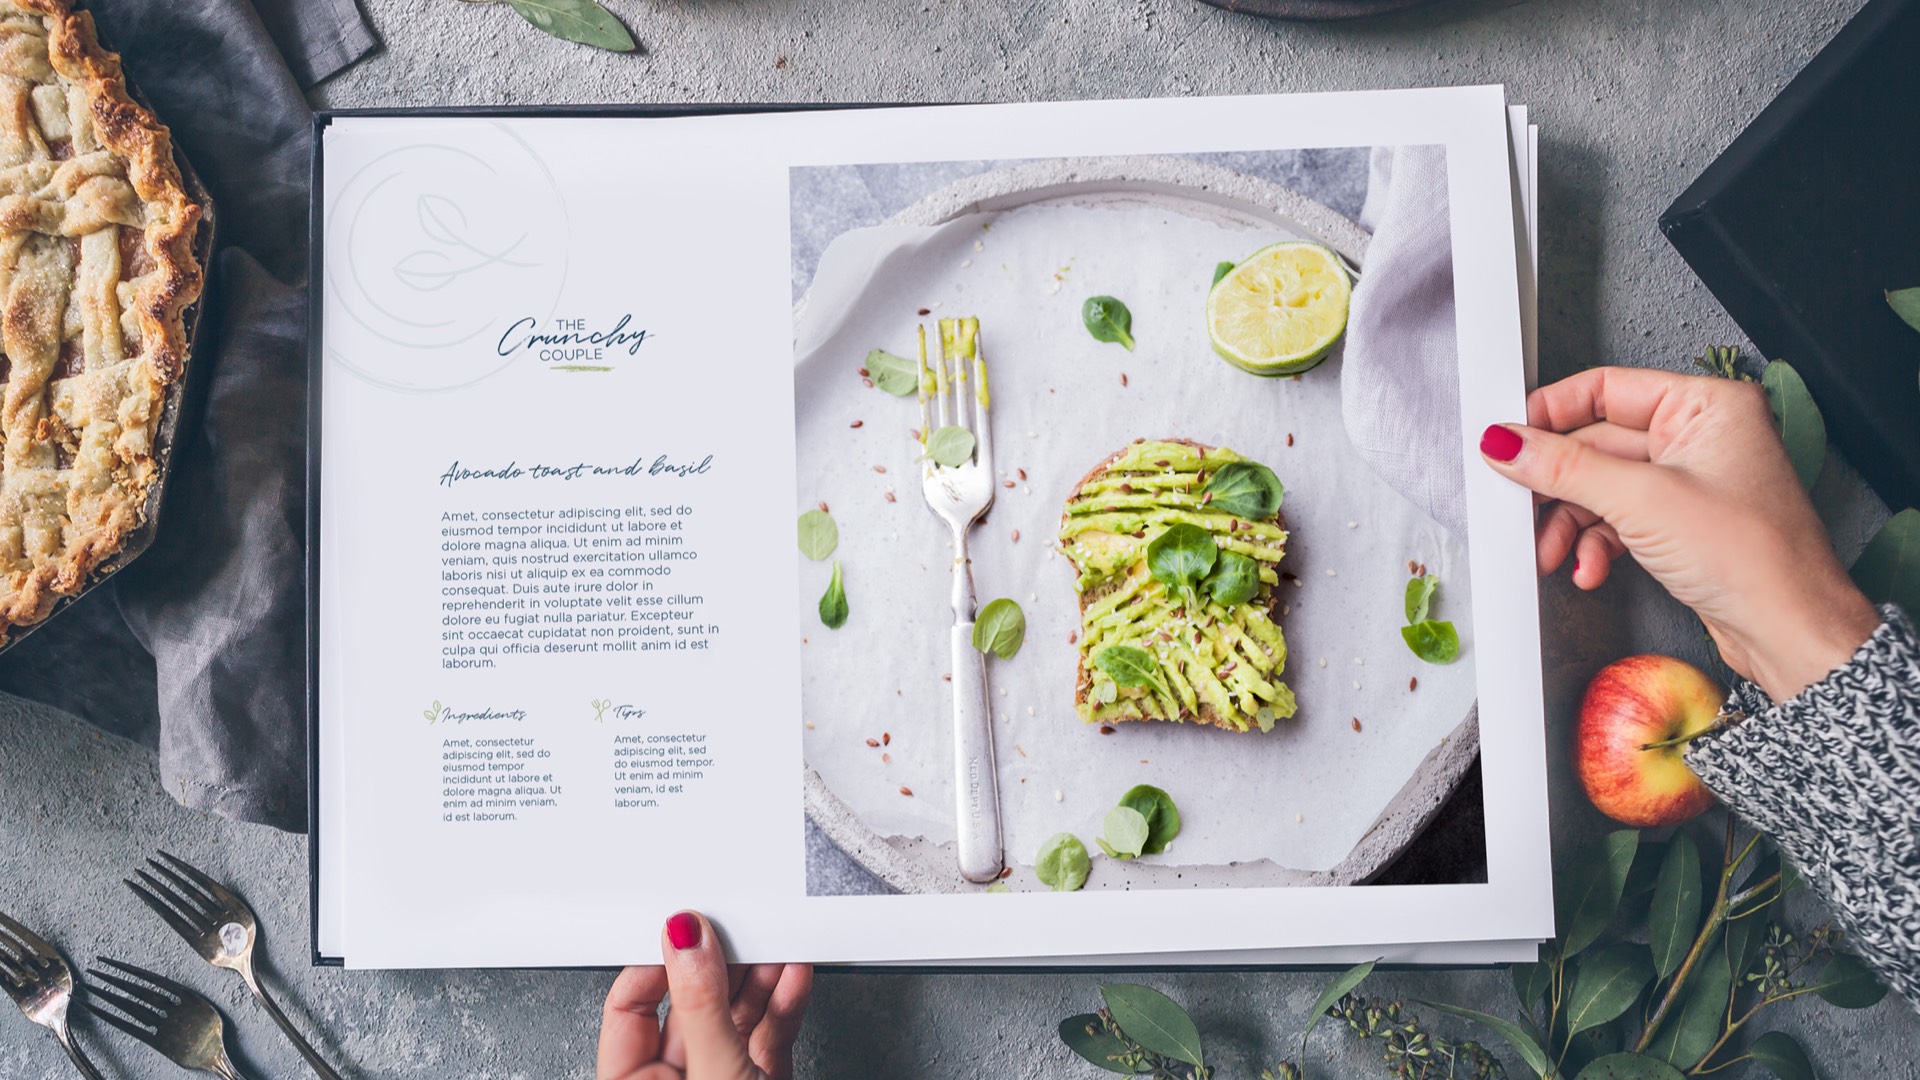 THE
Crunchy
COUPLE
Avocado toast and Basil
Amet, consectetur adipiscing elit, sed do
eiusmod tempor incididunt ut labore et
dolore magna aliqua. Ut enim ad minim
veniam, quis nostrud exercitation ullamco
laboris nisi ut aliquip ex ea commodo
consequat. Duis aute irure dolor in
reprehenderit in voluptate velit esse cillum
dolore eu fugiat nulla pariatur. Excepteur
sint occaecat cupidatat non proident, sunt in
culpa qui officia deserunt mollit anim id est
laborum.
Ingredients
Amet, consectetur
adipiscing elit, sed do
eiusmod tempor
incididunt ut labore et
dolore magna aliqua. Ut
enim ad minim veniam,
id est laborum.
Tips
Amet, consectetur
adipiscing elit, sed
do eiusmod tempor.
Ut enim ad minim
veniam, id est
laborum.